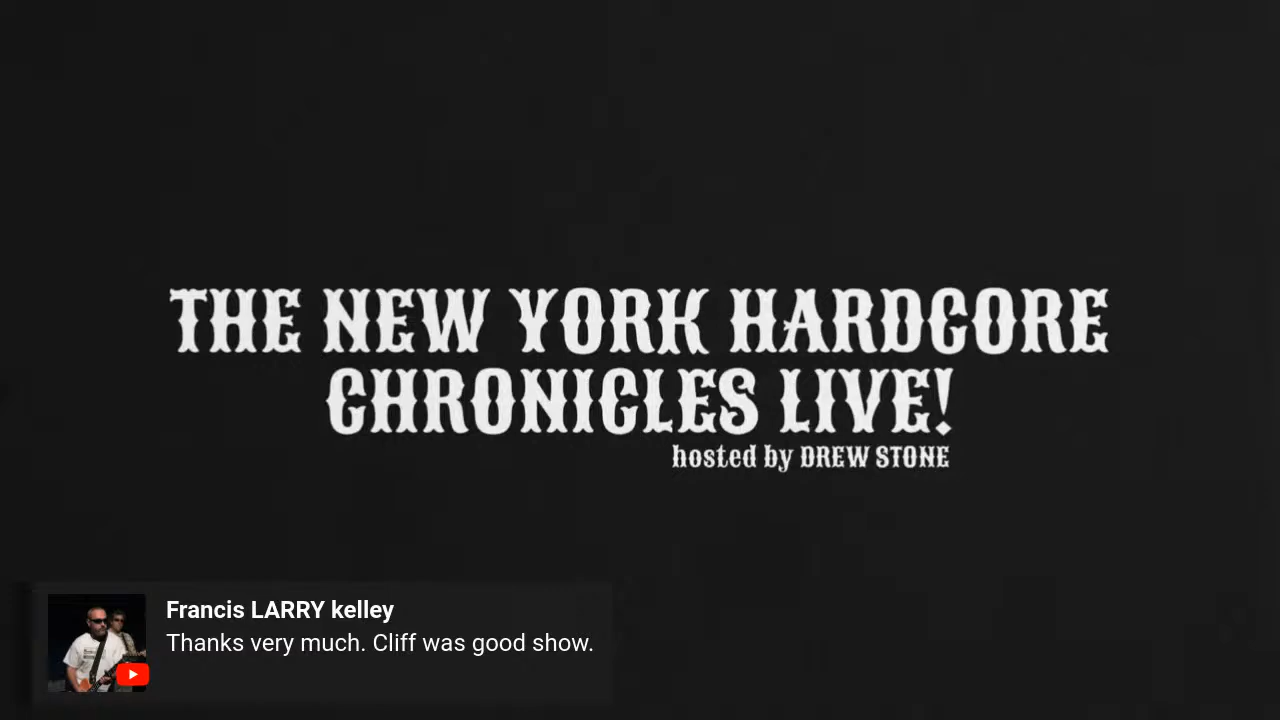 THE NEW YORK HARDCORE
CHRONICLES LIVE!
hosted by DREW STONE
Francis LARRY kelley
Thanks very much. Cliff was good show.